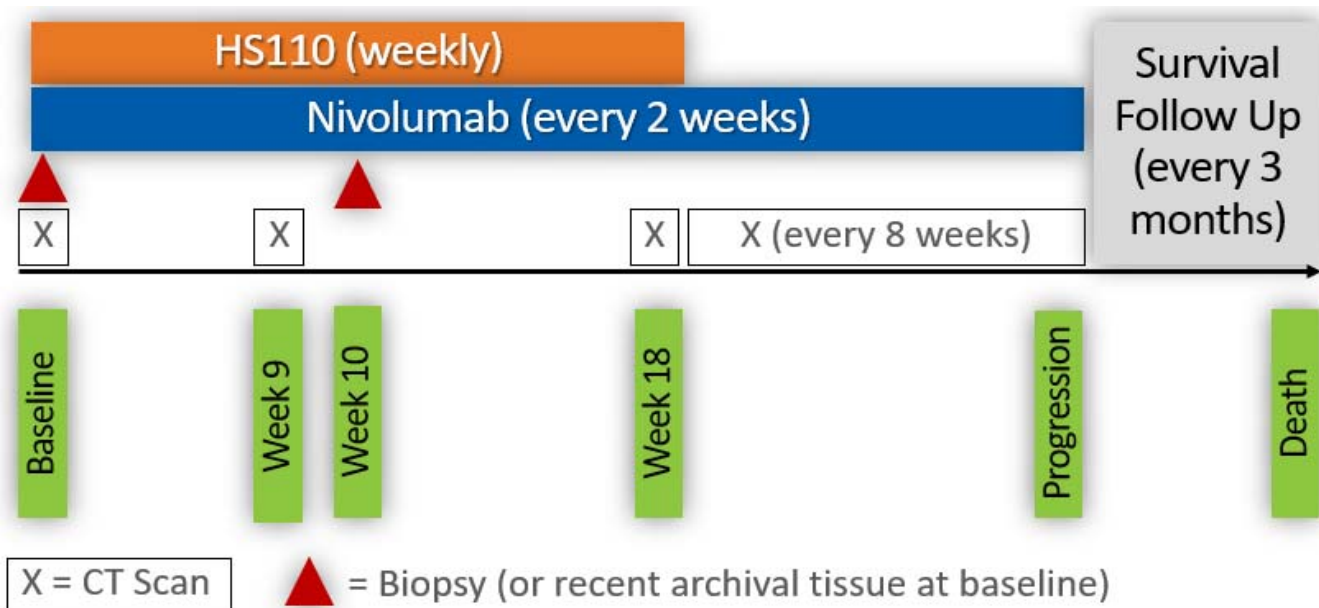 HS110 (weekly)
Nivolumab (every 2 weeks)
Survival
Follow Up
(every 3
months)
X
X
X
X (every 8 weeks)
Baseline
Week 9
Week 10
Week 18
Progression
Death
X = CT Scan
= Biopsy (or recent archival tissue at baseline)